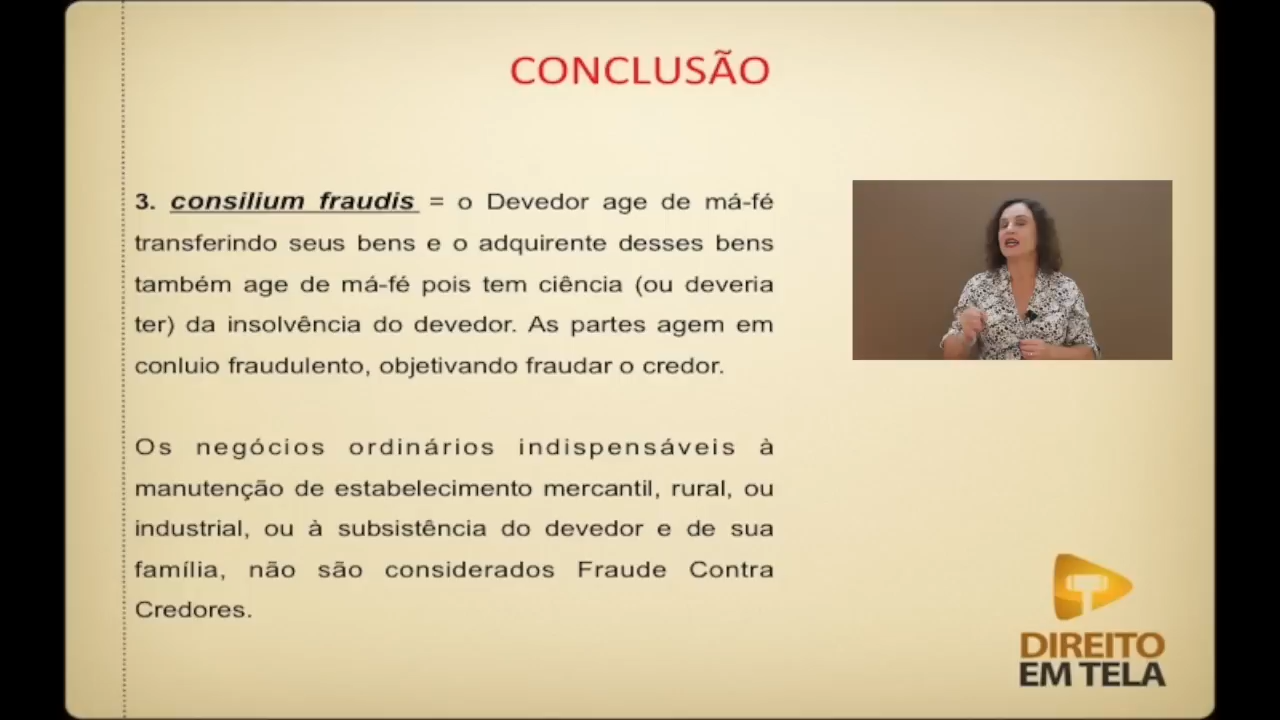 CONCLUSÃO
3. consilium fraudis = o Devedor age de má-fé
transferindo seus bens e o adquirente desses bens
também age de má-fé pois tem ciência (ou deveria
ter) da insolvência do devedor. As partes agem em
conluio fraudulento, objetivando fraudar o credor.
Os negócios ordinários indispensáveis à
manutenção de estabelecimento mercantil, rural, ou
industrial, ou à subsistência do devedor e de sua
família, não são considerados Fraude Contra
Credores.
DIREITO
EM TELA